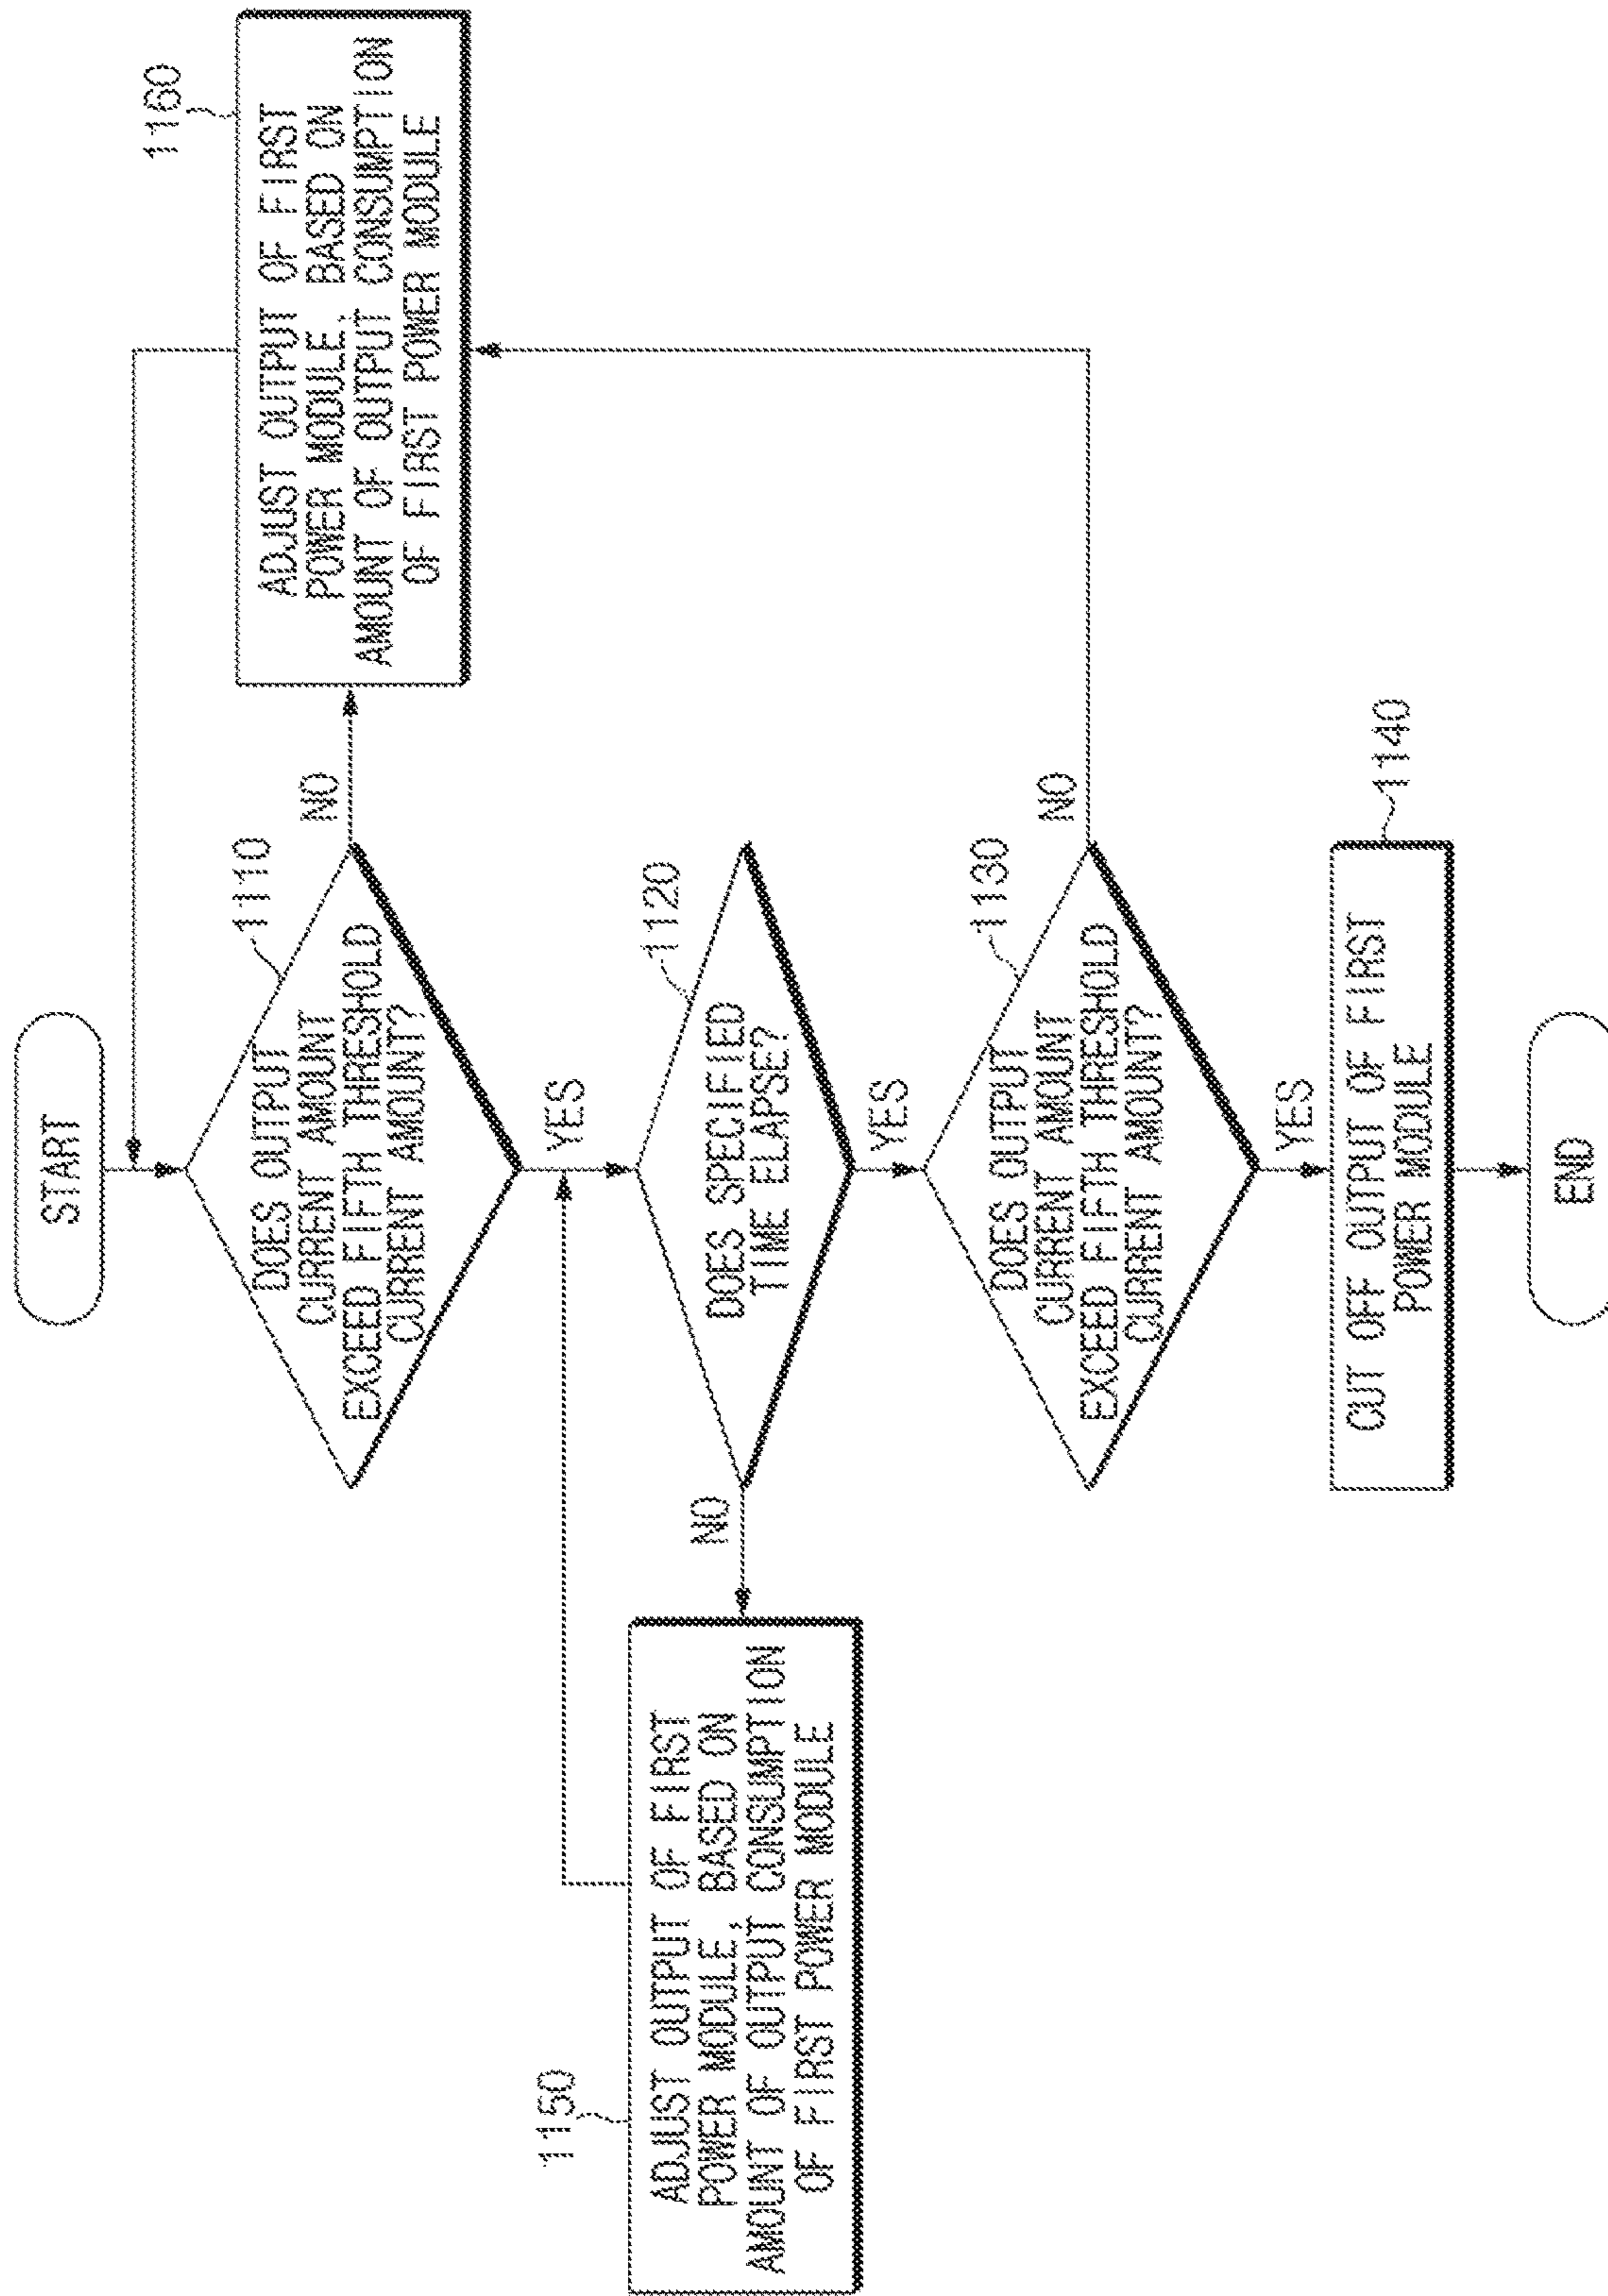 START
1110
DOES OUTPUT
CURRENT AMOUNT
EXCEED FIFTH THRESHOLD
CURRENT AMOUNT?
NO
YES
1160
ADJUST OUTPUT OF FIRST
POWER MODULE, BASED ON
AMOUNT OF OUTPUT CONSUMPTION
OF FIRST POWER MODULE
1120
DOES SPECIFIED
TIME ELAPSE?
NO
YES
1150
ADJUST OUTPUT OF FIRST
POWER MODULE, BASED ON
AMOUNT OF OUTPUT CONSUMPTION
OF FIRST POWER MODULE
1130
DOES OUTPUT
CURRENT AMOUNT
EXCEED FIFTH THRESHOLD
CURRENT AMOUNT?
NO
YES
1140
CUT OFF OUTPUT OF FIRST
POWER MODULE
END